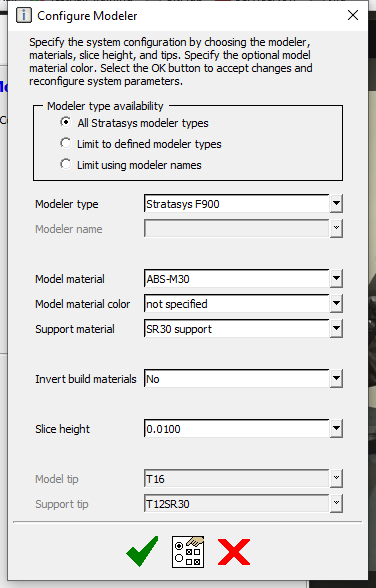 Configure Modeler
Specify the system configuration by choosing the modeler,
materials, slice height, and tips. Specify the optional model
material color. Select the OK button to accept changes and
reconfigure system parameters.
Modeler type availability
All Stratasys modeler types
Limit to defined modeler types
Limit using modeler names
Modeler type Stratasys F900
Modeler name
Model material ABS-M30
Model material color not specified
Support material SR30 support
Invert build materials No
Slice height 0.0100
Model tip T16
Support tip T12SR30